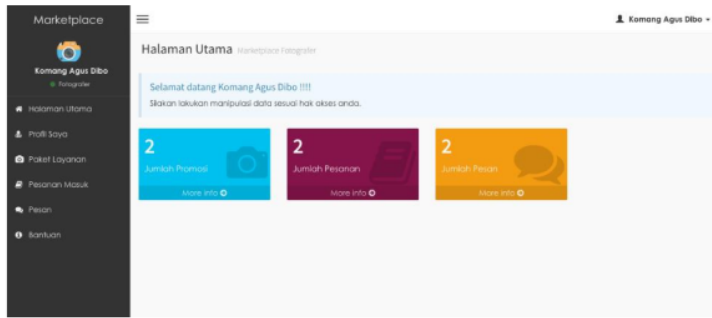 Marketplace
Komang Agus Dibo
Komang Agus Dibo
Fotografer
Halaman Utama
Profil Saya
Paket Layanan
Pesanan Masuk
Pesan
Bantuan
Halaman Utama Marketplace Fotografer
Selamat datang Komang Agus Dibo !!!!
Silakan lakukan manipulasi data sesuai hak akses anda.
2
Jumlah Promosi
More info
2
Jumlah Pesanan
More info
2
Jumlah Pesan
More info